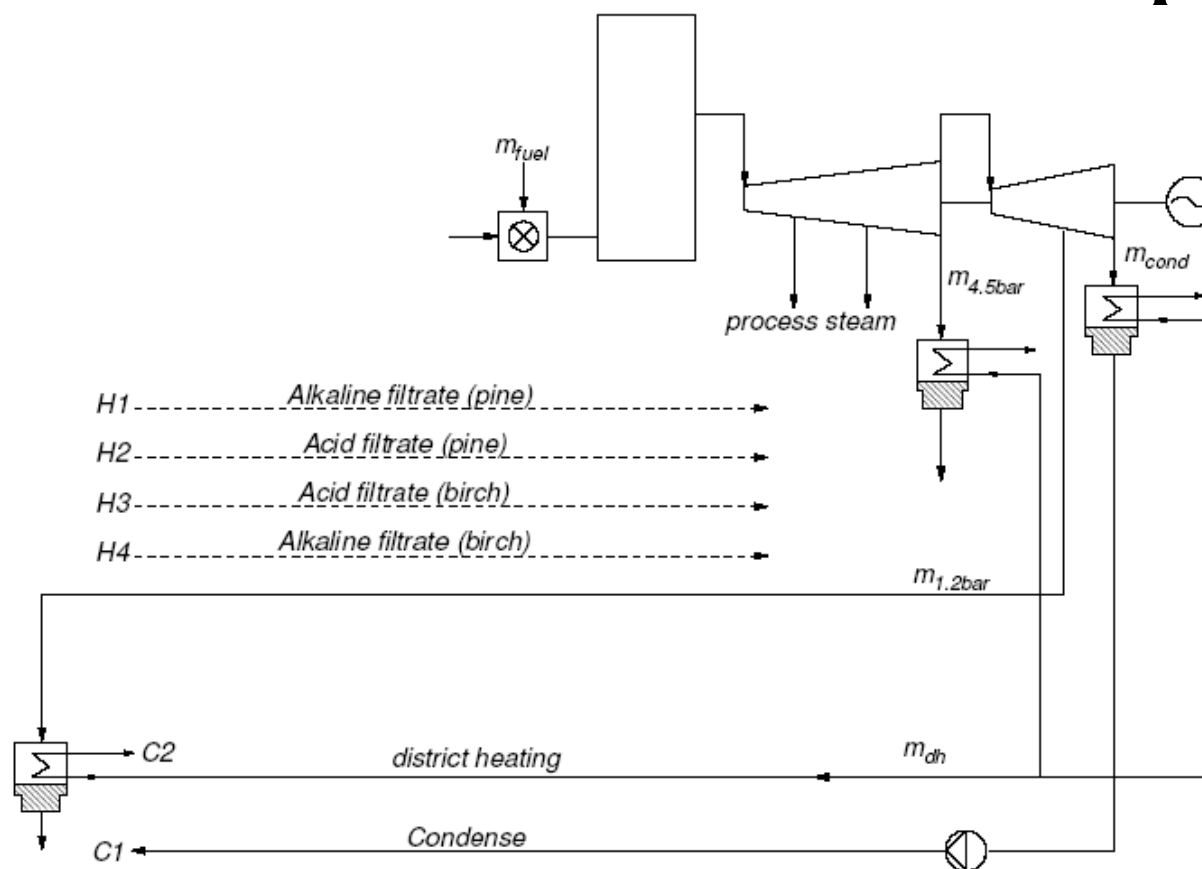 m_fuel
m_cond
m_4.5bar
process steam
H1 Alkaline filtrate (pine)
H2 Acid filtrate (pine)
H3 Acid filtrate (birch)
H4 Alkaline filtrate (birch)
m_1.2bar
C2 district heating m_dh
C1 Condense